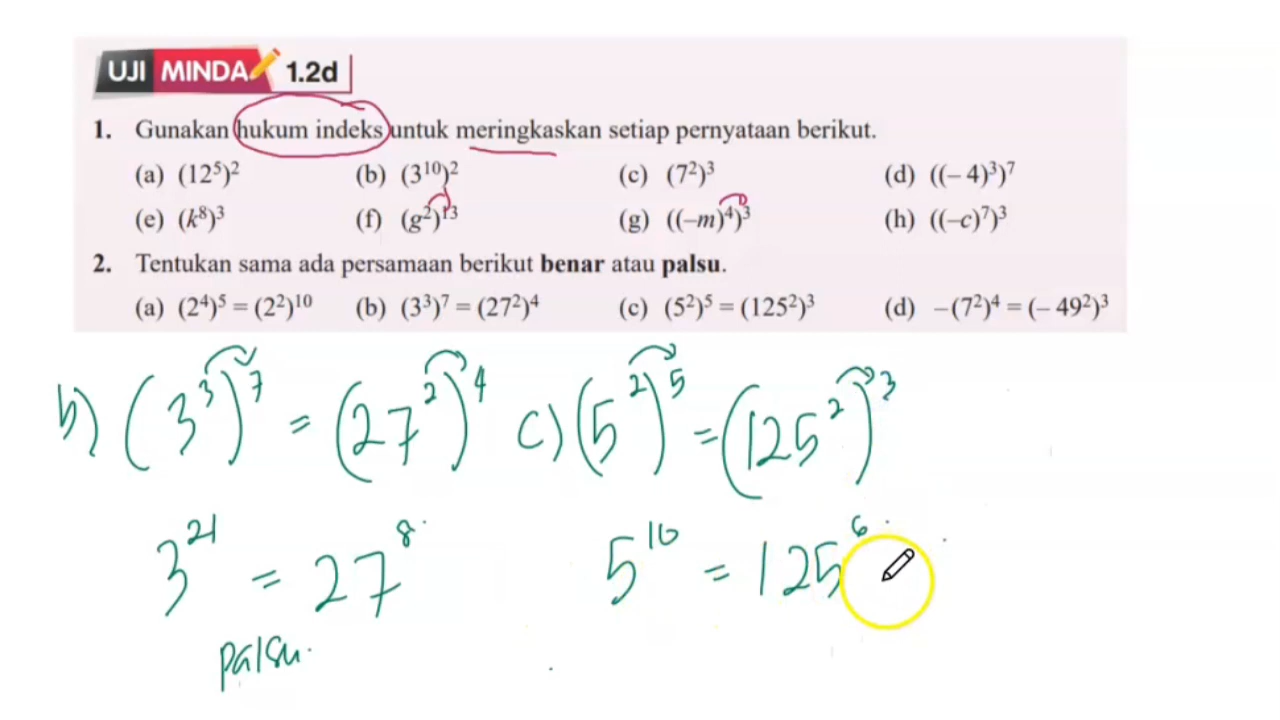 UJI MINDA 1.2d
1. Gunakan hukum indeks untuk meringkaskan setiap pernyataan berikut.
(a) (12⁵)² (b) (3¹⁰)² (c) (7²)³ (d) ((– 4)³)⁷
(e) (k⁸)³ (f) (g²)¹³ (g) ((–m)⁴)³ (h) ((–c)⁷)³
2. Tentukan sama ada persamaan berikut benar atau palsu.
(a) (2⁴)⁵ = (2²)¹⁰ (b) (3³)⁷ = (27²)⁴ (c) (5²)⁵ = (125²)³ (d) –(7²)⁴ = (– 49²)³
b) (3³)⁷ = (27²)⁴ c) (5²)⁵ = (125²)³
3²¹ = 27⁸ 5¹⁰ = 125⁶
palsu.